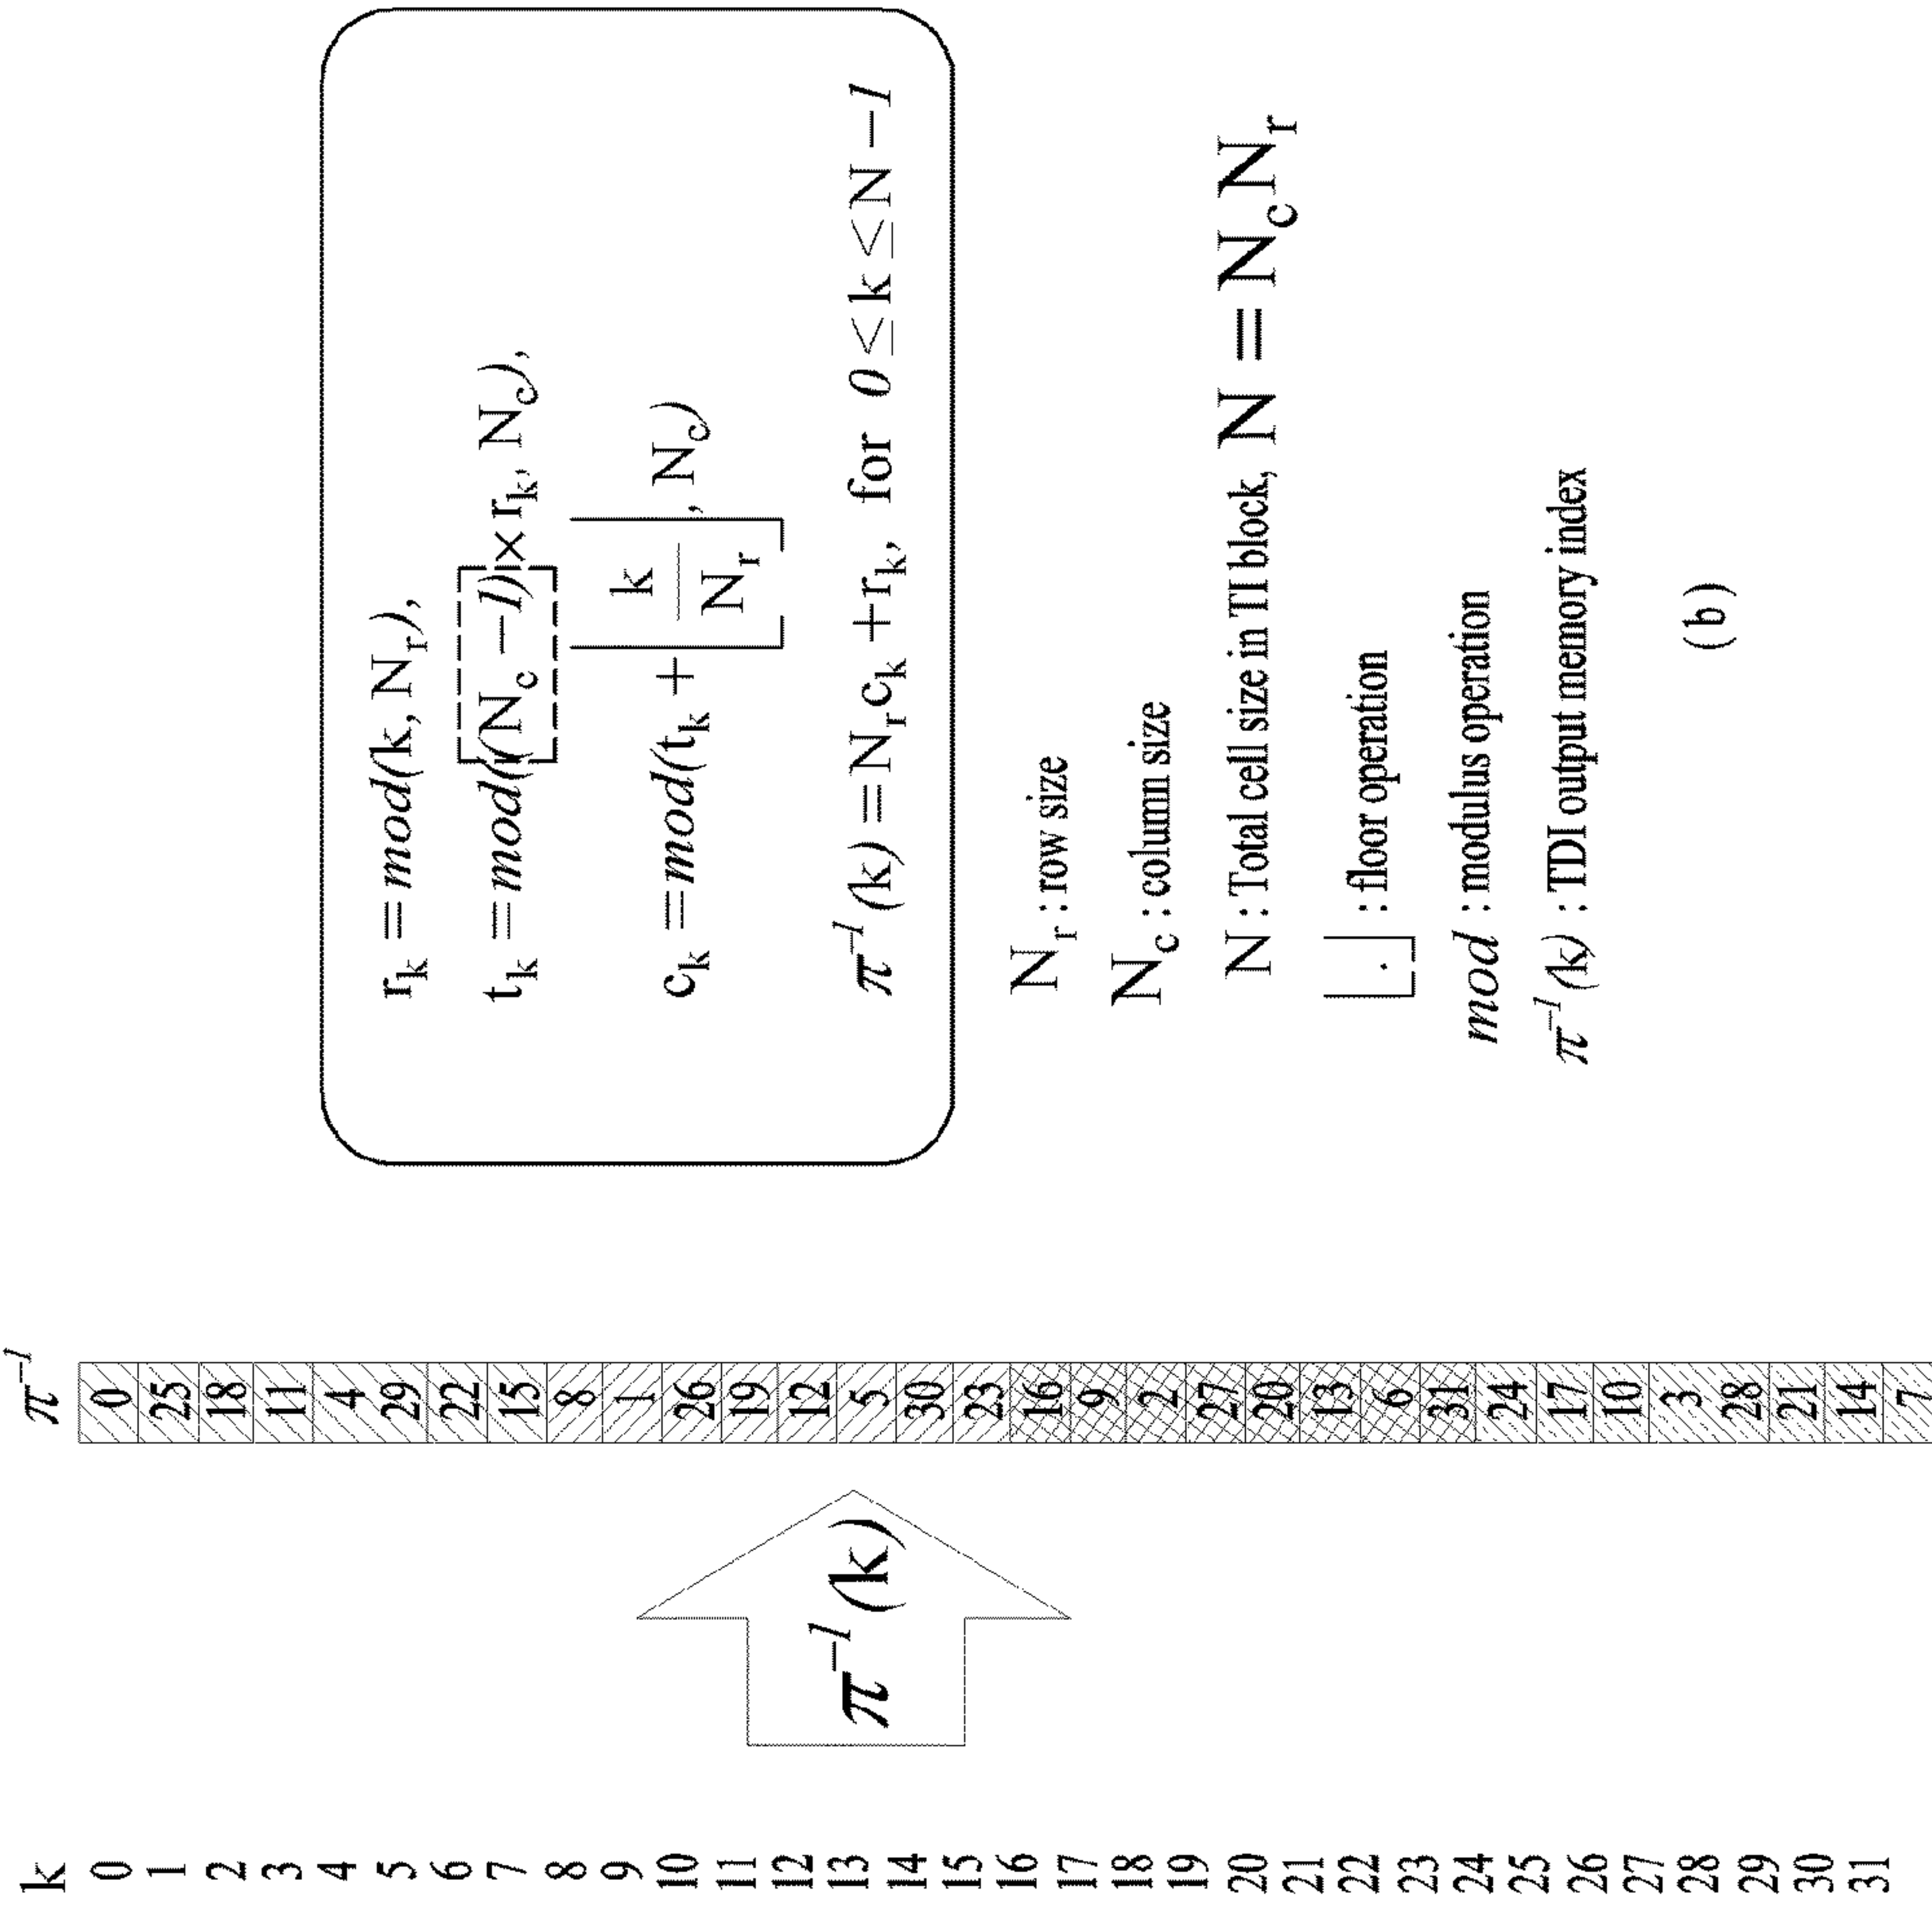 k 0 1 2 3 4 5 6 7 8 9 10 11 12 13 14 15 16 17 18 19 20 21 22 23 24 25 26 27 28 29 30 31
π⁻¹(k)
π⁻¹ 0 25 18 11 4 29 22 15 8 1 26 19 12 5 30 23 16 9 2 27 20 13 6 31 24 17 10 3 28 21 14 7
r_k = mod(k, N_r),
t_k = mod((N_c − 1) × r_k, N_c),
c_k = mod(t_k + ⌊k / N_r⌋, N_c)
π⁻¹(k) = N_r c_k + r_k, for 0 ≤ k ≤ N − 1
N_r : row size
N_c : column size
N : Total cell size in TI block, N = N_c N_r
⌊·⌋ : floor operation
mod : modulus operation
π⁻¹(k) : TDI output memory index
(b)